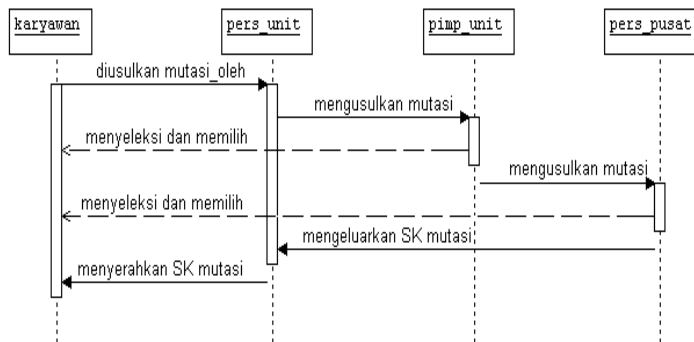 karyawan
pers_unit
pimp_unit
pers_pusat
diusulkan mutasi_oleh
mengusulkan mutasi
menyeleksi dan memilih
mengusulkan mutasi
menyeleksi dan memilih
mengeluarkan SK mutasi
menyerahkan SK mutasi